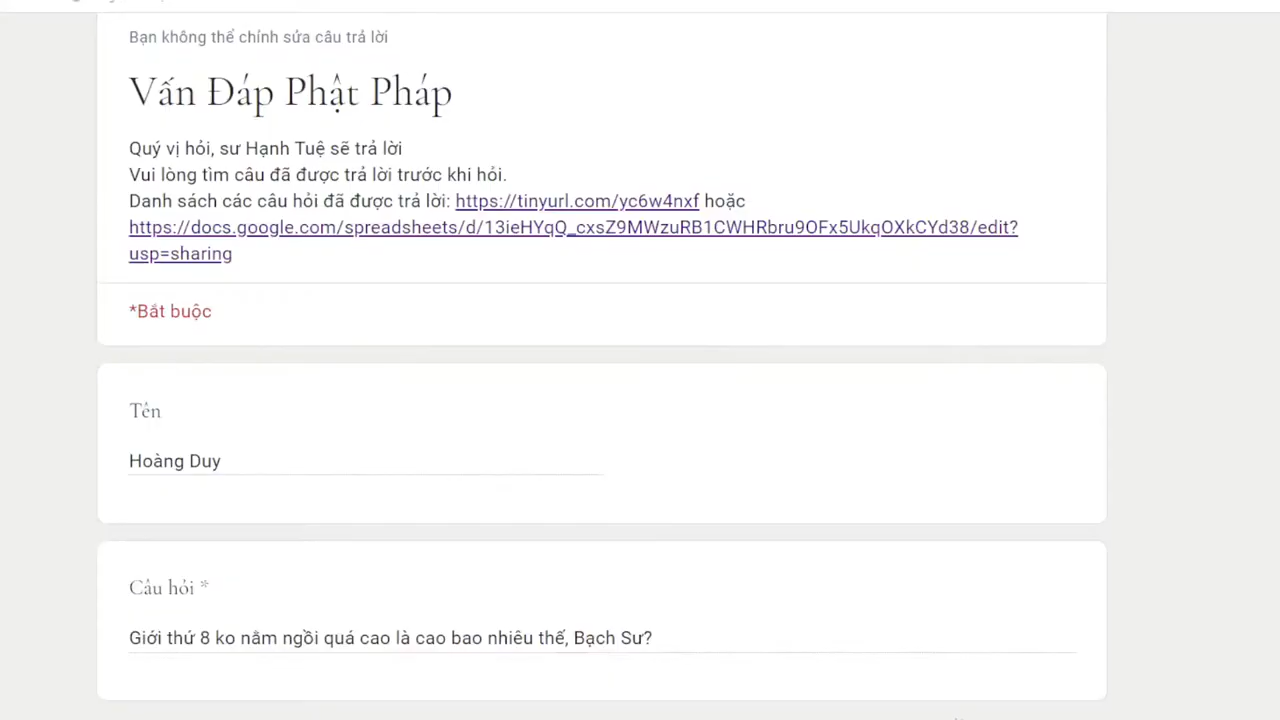 Bạn không thể chỉnh sửa câu trả lời
Vấn Đáp Phật Pháp
Quý vị hỏi, sư Hạnh Tuệ sẽ trả lời
Vui lòng tìm câu đã được trả lời trước khi hỏi.
Danh sách các câu hỏi đã được trả lời: https://tinyurl.com/yc6w4nxf hoặc
https://docs.google.com/spreadsheets/d/13ieHYqQ_cxsZ9MWzuRB1CWHRbru9OFx5UkqOXkCYd38/edit?
usp=sharing
*Bắt buộc
Tên
Hoàng Duy
Câu hỏi *
Giới thứ 8 ko nằm ngồi quá cao là cao bao nhiêu thế, Bạch Sư?